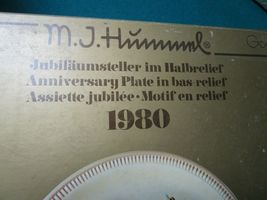 M.J. Hummel®
Jubiläumsteller im Halbrelief
Anniversary Plate in bas-relief
Assiette jubilée · Motif en relief
1980